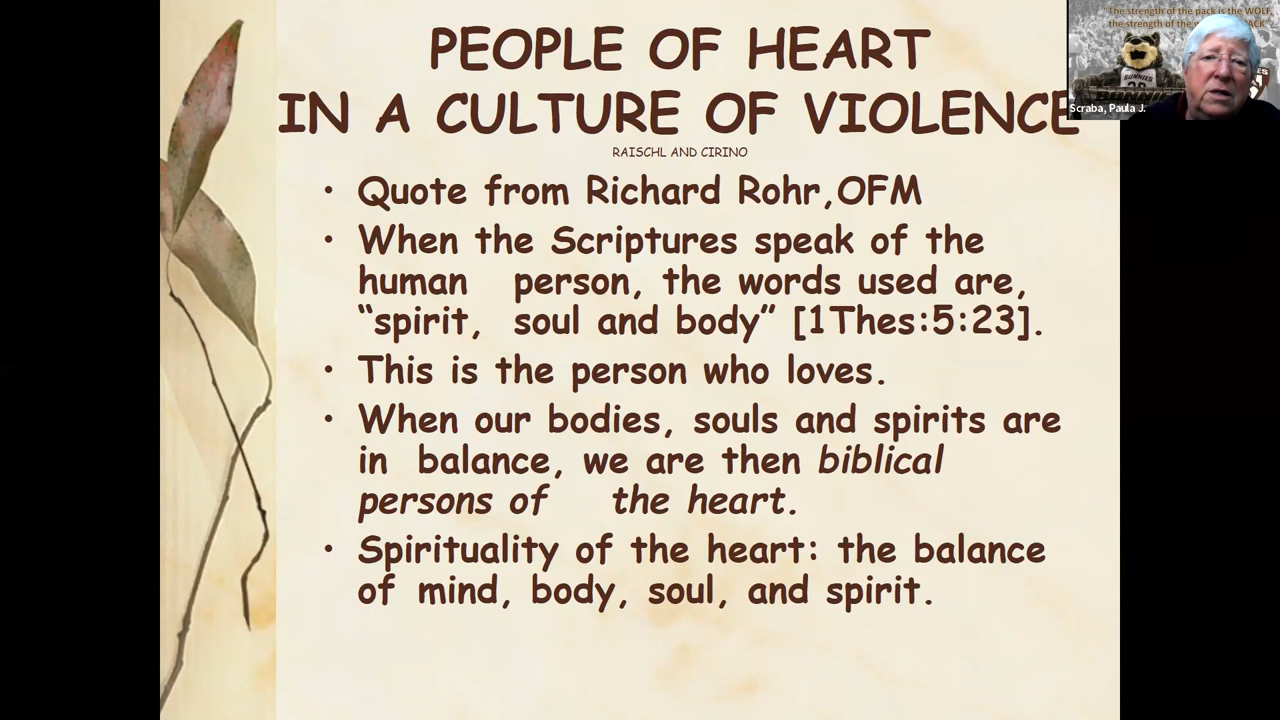 PEOPLE OF HEART
IN A CULTURE OF VIOLENCE
RAISCHL AND CIRINO
• Quote from Richard Rohr,OFM
• When the Scriptures speak of the
human person, the words used are,
“spirit, soul and body” [1Thes:5:23].
• This is the person who loves.
• When our bodies, souls and spirits are
in balance, we are then biblical
persons of the heart.
• Spirituality of the heart: the balance
of mind, body, soul, and spirit.
"The strength of the pack is the WOLF,
the strength of the
BONNIES
Scraba, Paula J.